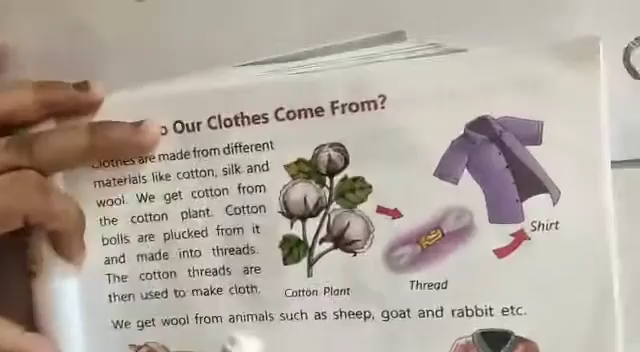 Our Clothes Come From?
Clothes are made from different
materials like cotton, silk and
wool. We get cotton from
the cotton plant. Cotton
bolls are plucked from it
and made into threads.
The cotton threads are
then used to make cloth.
Cotton Plant
Thread
Shirt
We get wool from animals such as sheep, goat and rabbit etc.